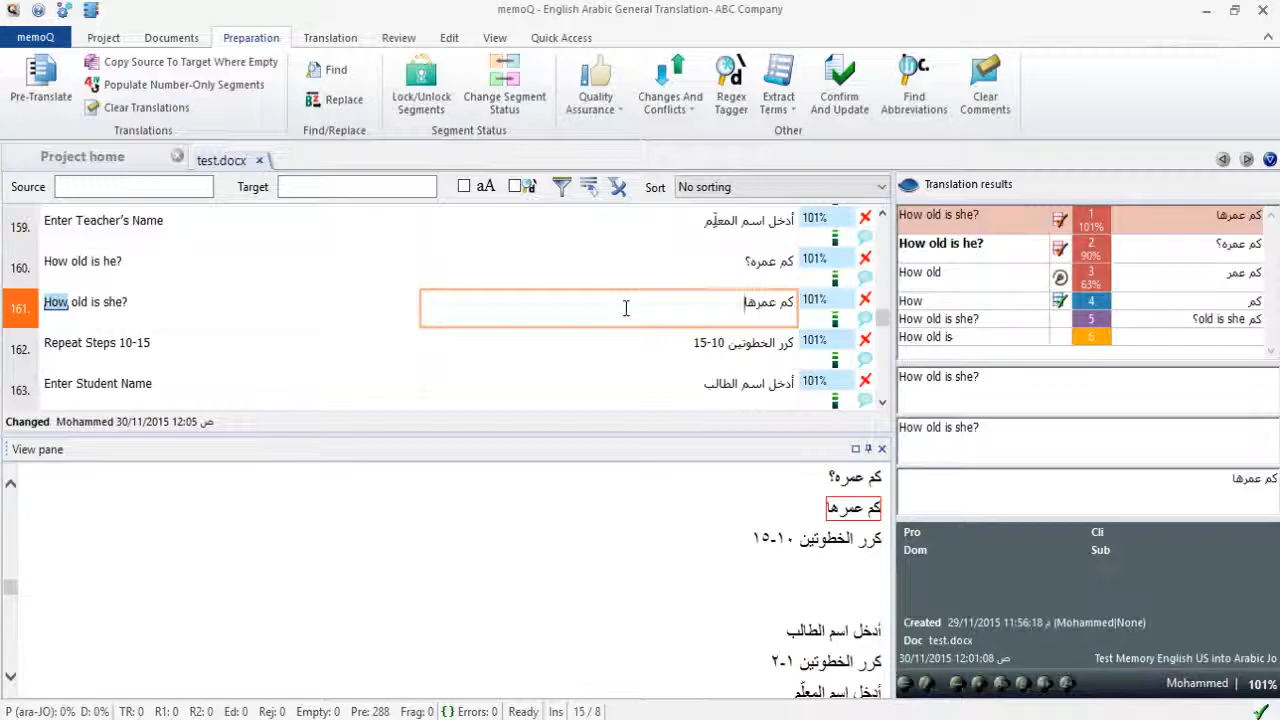 memoQ - English Arabic General Translation- ABC Company
memoQ
Project
Documents
Preparation
Translation
Review
Edit
View
Quick Access
Pre-Translate
Copy Source To Target Where Empty
Populate Number-Only Segments
Clear Translations
Translations
Find
Replace
Find/Replace
Lock/Unlock Segments
Change Segment Status
Segment Status
Quality Assurance
Changes And Conflicts
Regex Tagger
Extract Terms
Confirm And Update
Find Abbreviations
Clear Comments
Other
Project home
test.docx
Source
Target
aA
Sort
No sorting
159. Enter Teacher's Name أدخل اسم المعلّم 101%
160. How old is he? كم عمره؟ 101%
161. How old is she? كم عمرها 101%
162. Repeat Steps 10-15 كرر الخطوتين 10-15 101%
163. Enter Student Name أدخل اسم الطالب 101%
Changed Mohammed 30/11/2015 12:05 ص
View pane
كم عمره؟
كم عمرها
كرر الخطوتين ١٠-١٥
أدخل اسم الطالب
كرر الخطوتين ١-٢
أدخل اسم المعلّم
Translation results
How old is she? 1 101% كم عمرها
How old is he? 2 90% كم عمره؟
How old 3 63% كم عمر
How 4 كم
How old is she? 5 كم old is she؟
How old is 6
How old is she?
How old is she?
كم عمرها
Pro Cli
Dom Sub
Created 29/11/2015 11:56:18 م (Mohammed|None)
Doc test.docx
30/11/2015 12:01:08 ص Test Memory English US into Arabic Jo
Mohammed | 101%
P (ara-JO): 0% D: 0% TR: 0 R1: 0 R2: 0 Ed: 0 Rej: 0 Empty: 0 Pre: 288 Frag: 0 {} Errors: 0 Ready Ins 15 / 8